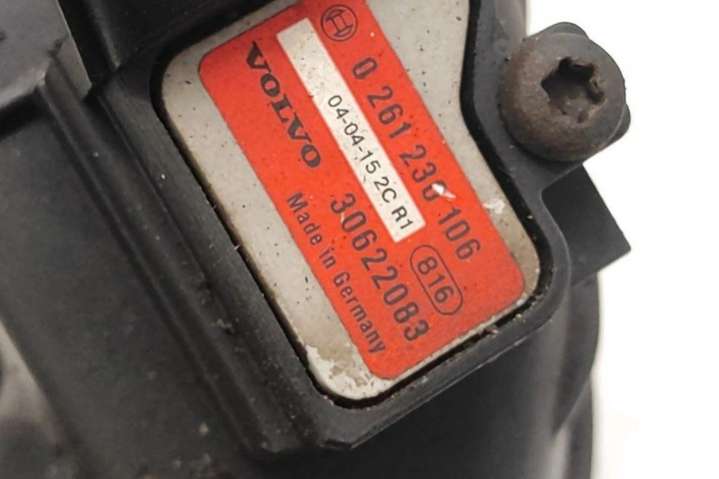 0 261 230 106
04-04-15 2C R1
VOLVO
30622083
816
Made in Germany